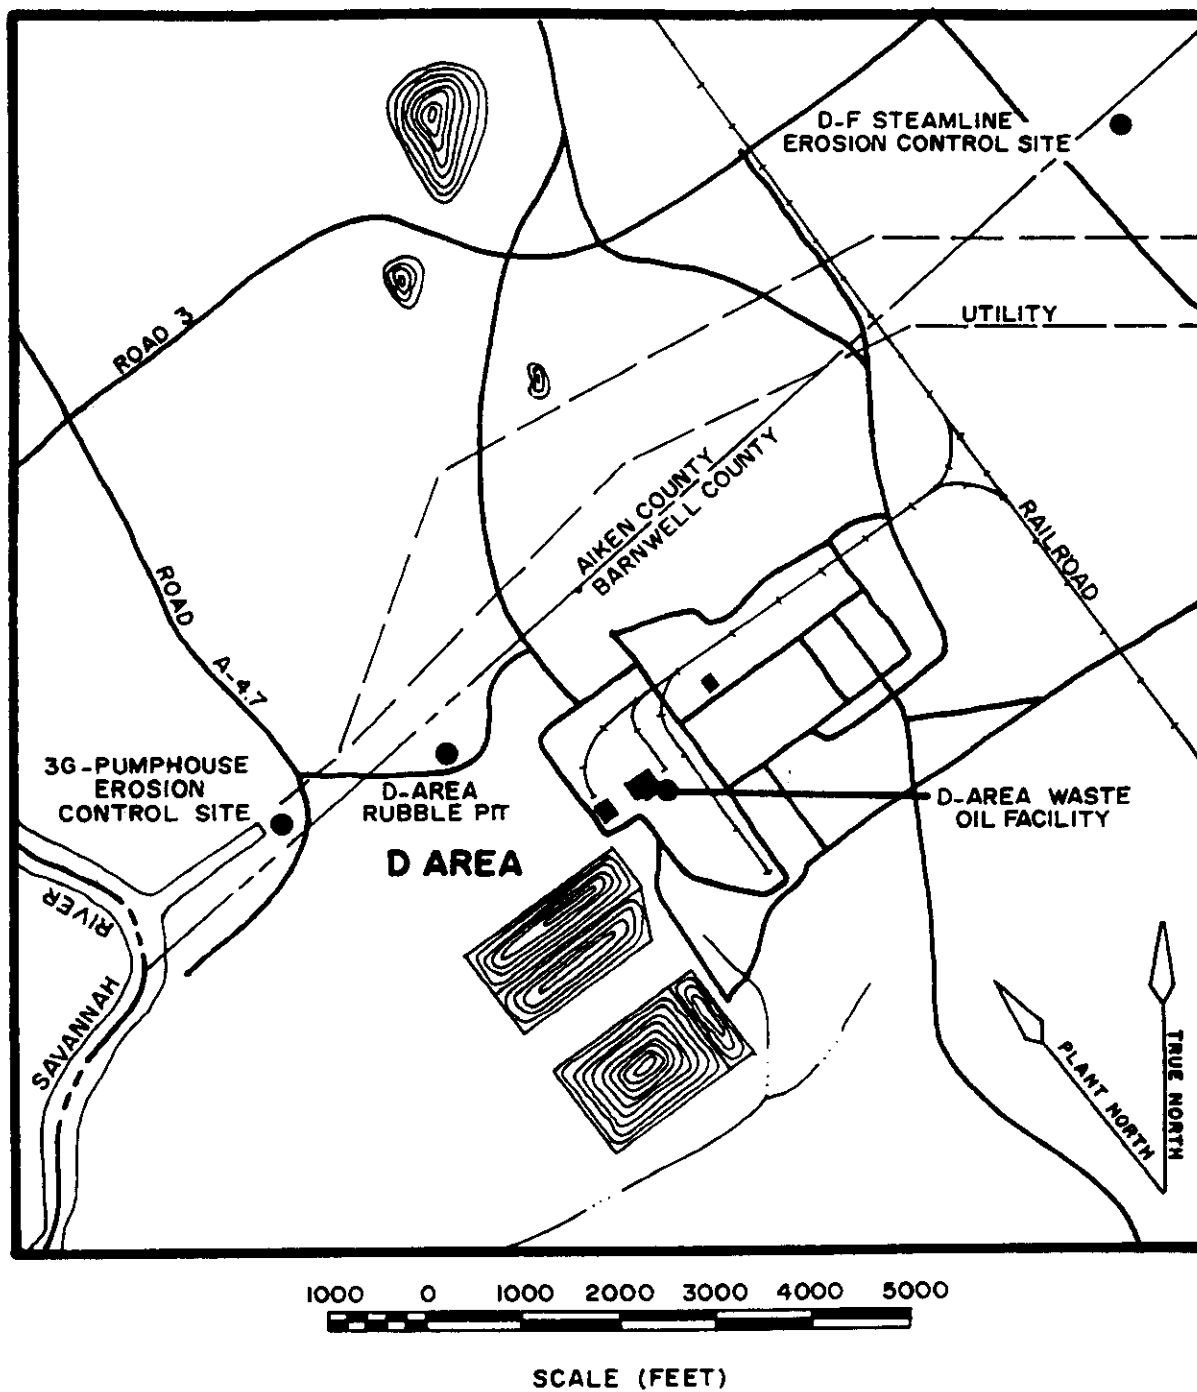 D-F STEAMLINE
EROSION CONTROL SITE
UTILITY
ROAD 3
AIKEN COUNTY
BARNWELL COUNTY
RAILROAD
ROAD
A-4.7
3G-PUMPHOUSE
EROSION
CONTROL SITE
D-AREA
RUBBLE PIT
D-AREA WASTE
OIL FACILITY
D AREA
RIVER
SAVANNAH
PLANT NORTH
TRUE NORTH
1000 0 1000 2000 3000 4000 5000
SCALE (FEET)